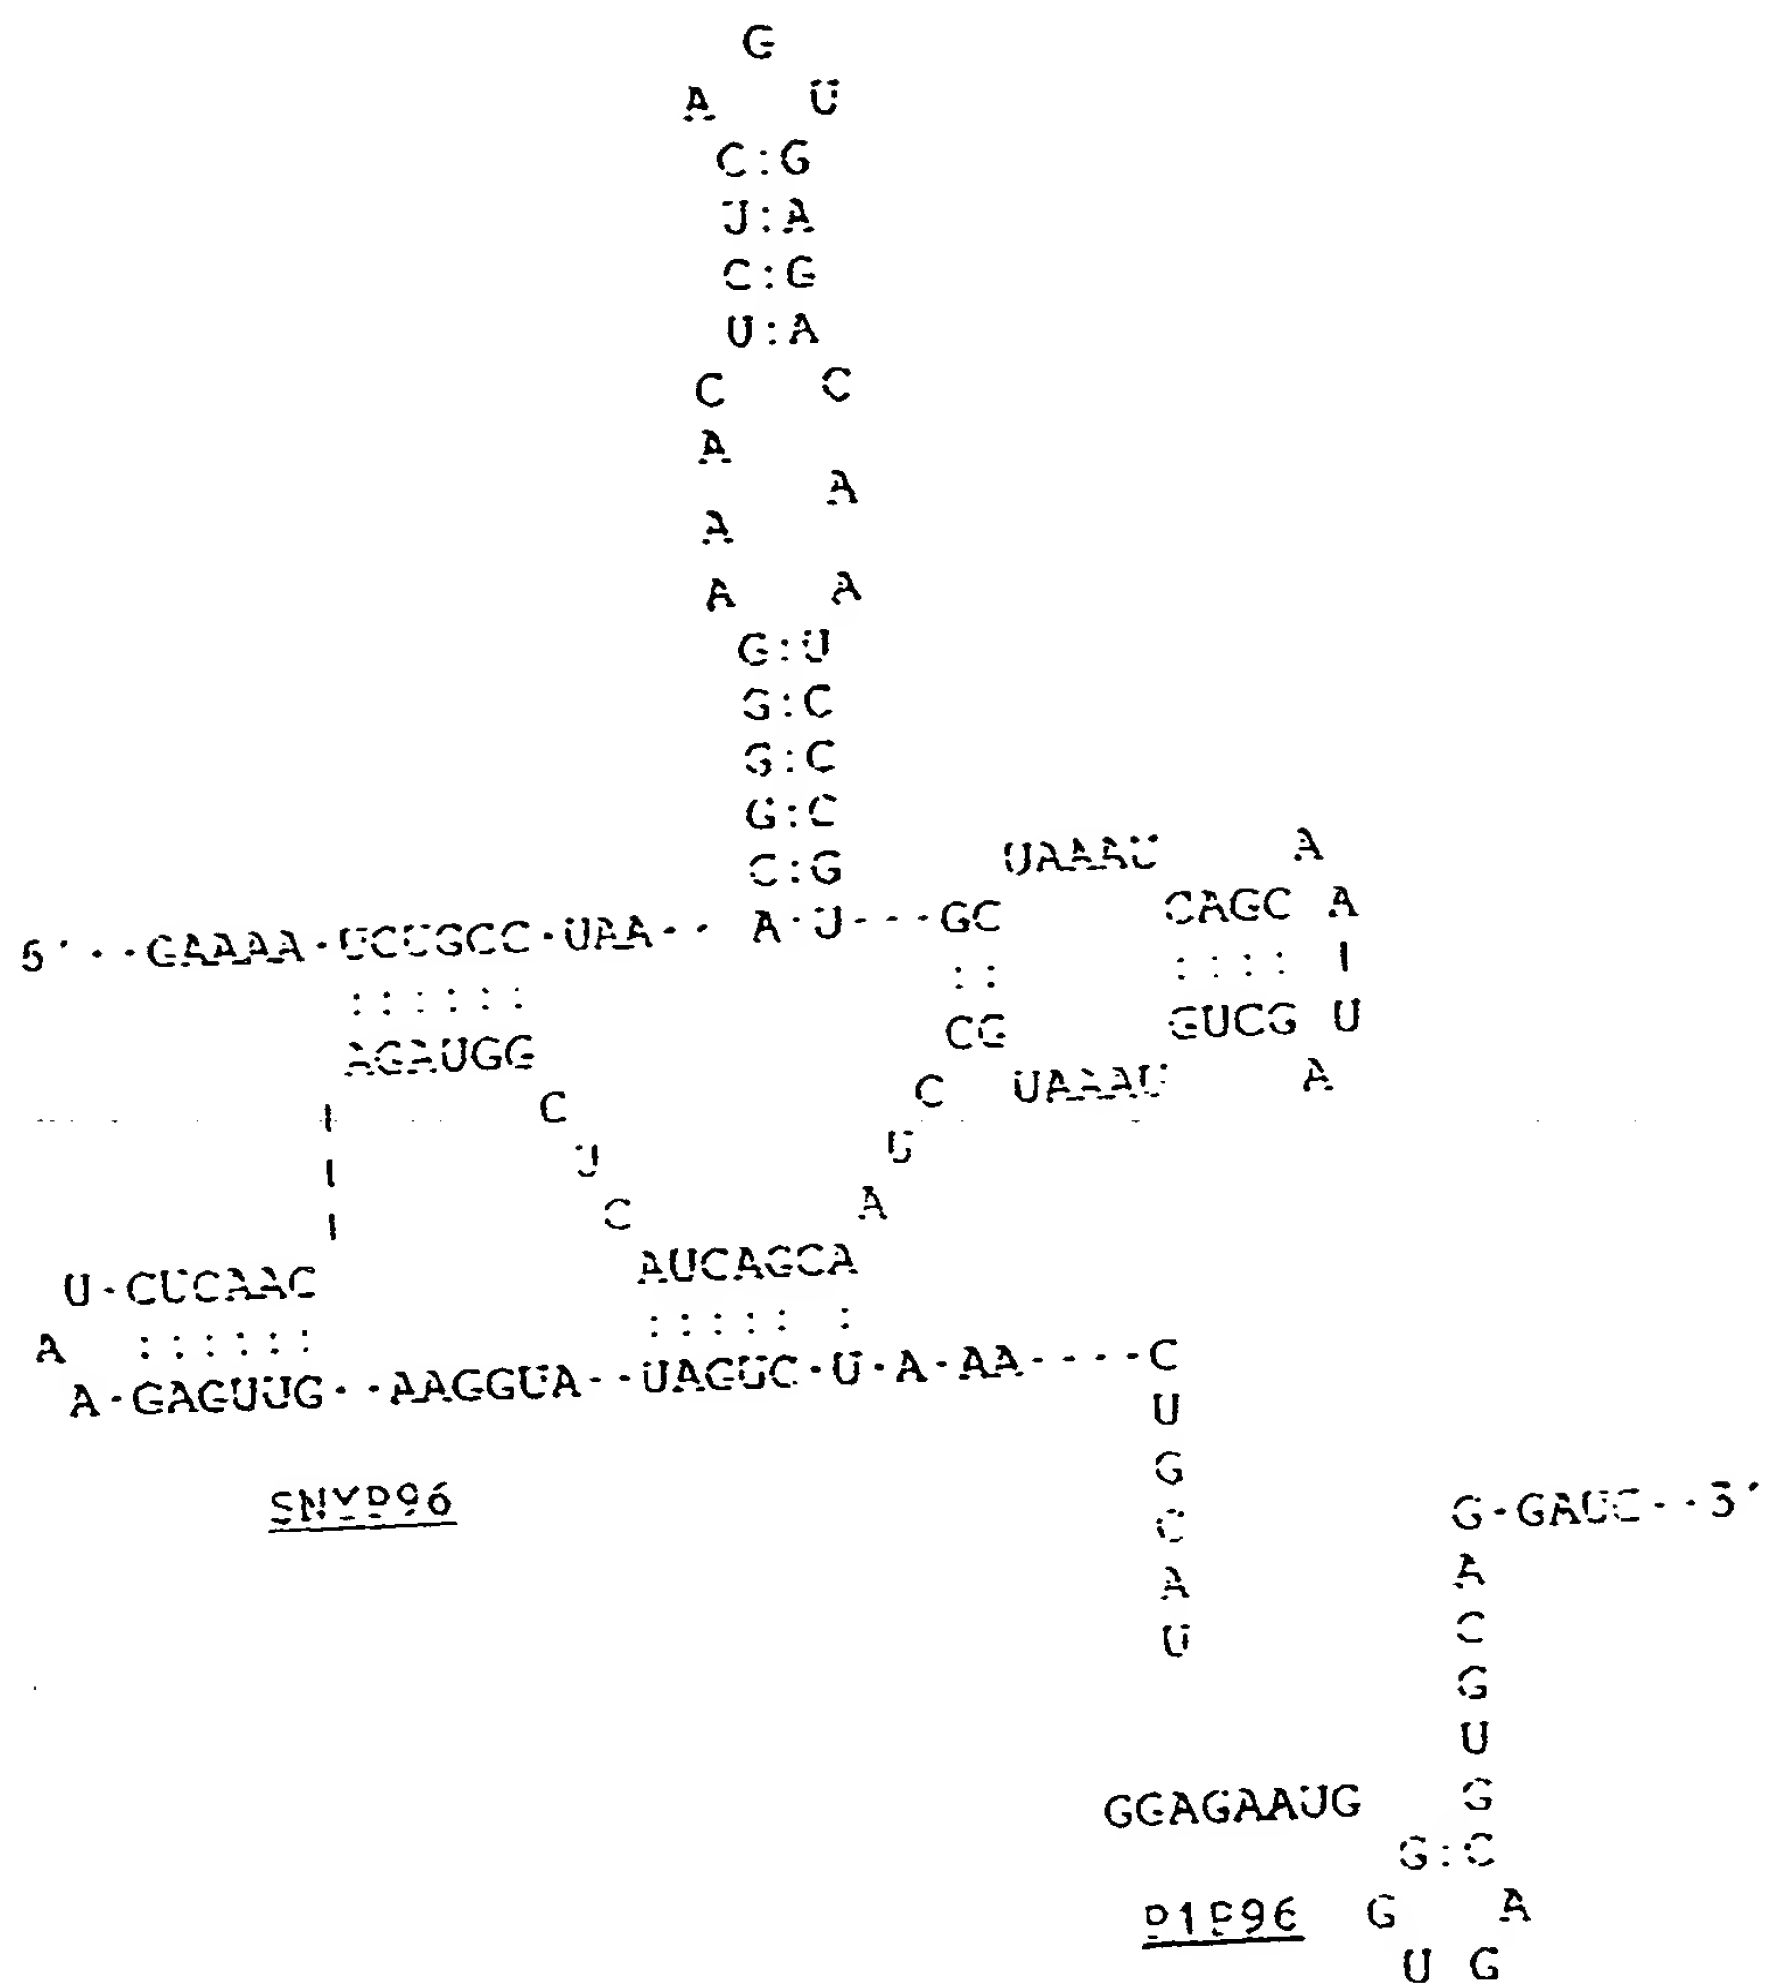 G
A U
C:G
U:A
C:G
U:A
C C
A
A
A
A A
G:U
G:C
G:C
G:C
C:G
UAAAU A
CAGC A
5'··GAAAA·UCUGCC·UAA·· A·U---GC
:: :::: |
::::::
CG GUCG U
AGAUGG
C UAAAU A
C
U U
C A
U·CUCAAC AUCAGCA
A :::::: ::::: :
A·GAGUUG··AAGGUA--UAGUC·U·A·AA----C
U
G
SNYD96
C G-GAUC--3'
A A
U C
G
U
GGAGAAUG G
G:C
G A
U G